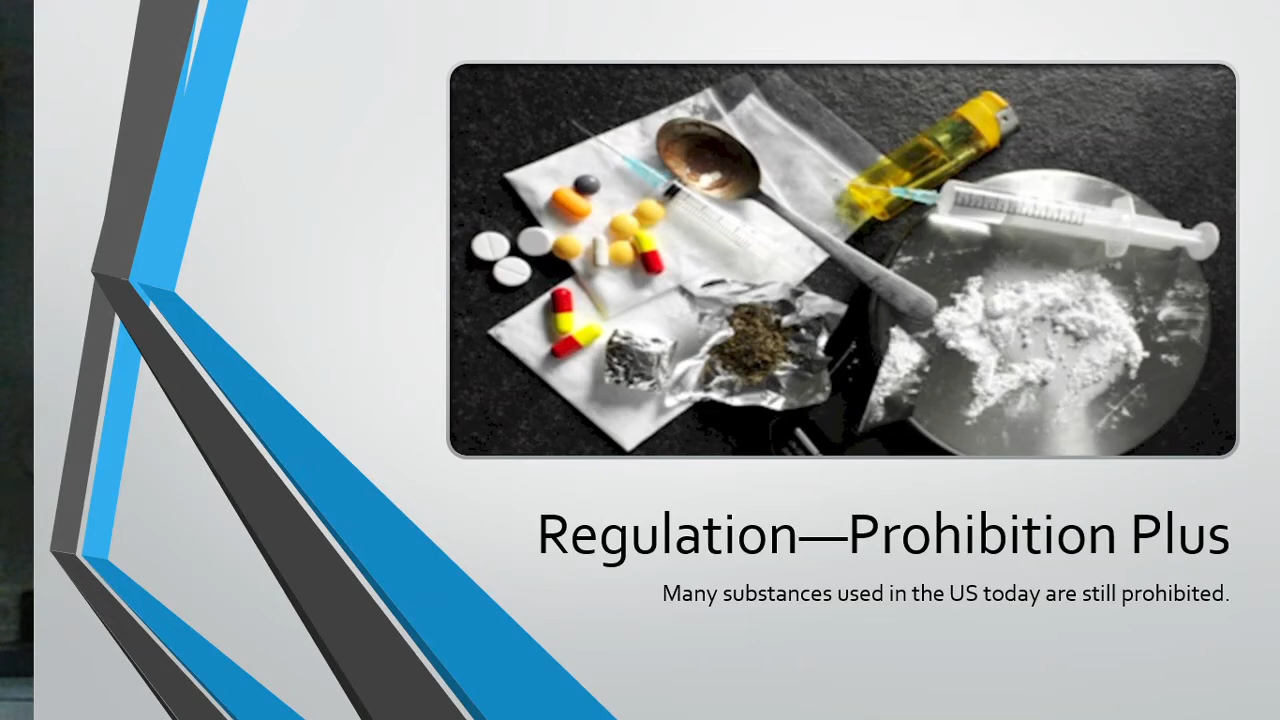 Regulation—Prohibition Plus
Many substances used in the US today are still prohibited.